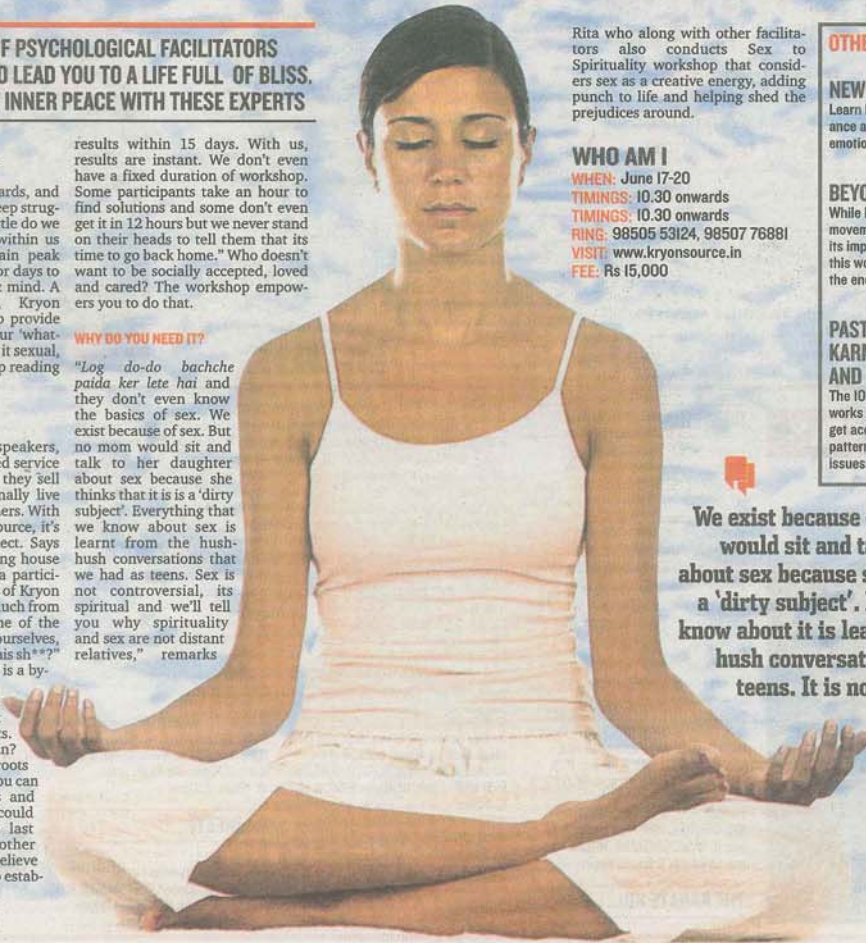 F PSYCHOLOGICAL FACILITATORS
O LEAD YOU TO A LIFE FULL OF BLISS.
INNER PEACE WITH THESE EXPERTS
ards, and
eep strug-
tle do we
within us
ain peak
or days to
mind. A
Kryon
o provide
ur 'what-
it sexual,
p reading
speakers,
ed service
they sell
nally live
ers. With
ource, it's
ect. Says
ng house
a partici-
of Kryon
uch from
ne of the
ourselves,
is sh**?"
is a by-
ts.
n?
roots
ou can
and
could
last
other
elieve
estab-
results within 15 days. With us,
results are instant. We don't even
have a fixed duration of workshop.
Some participants take an hour to
find solutions and some don't even
get it in 12 hours but we never stand
on their heads to tell them that its
time to go back home." Who doesn't
want to be socially accepted, loved
and cared? The workshop empow-
ers you to do that.
WHY DO YOU NEED IT?
"Log do-do bachche
paida ker lete hai and
they don't even know
the basics of sex. We
exist because of sex. But
no mom would sit and
talk to her daughter
about sex because she
thinks that it is is a 'dirty
subject'. Everything that
we know about sex is
learnt from the hush-
hush conversations that
we had as teens. Sex is
not controversial, its
spiritual and we'll tell
you why spirituality
and sex are not distant
relatives," remarks
Rita who along with other facilita-
tors also conducts Sex to
Spirituality workshop that consid-
ers sex as a creative energy, adding
punch to life and helping shed the
prejudices around.
WHO AM I
WHEN: June 17-20
TIMINGS: 10.30 onwards
TIMINGS: 10.30 onwards
RING: 98505 53124, 98507 76881
VISIT: www.kryonsource.in
FEE: Rs 15,000
OTHE
NEW
Learn
ance a
emotio
BEYO
While
movem
its imp
this wo
the en
PAST
KARM
AND
The 10
works
get acc
pattern
issues
We exist because
would sit and t
about sex because s
a 'dirty subject'.
know about it is lea
hush conversat
teens. It is no